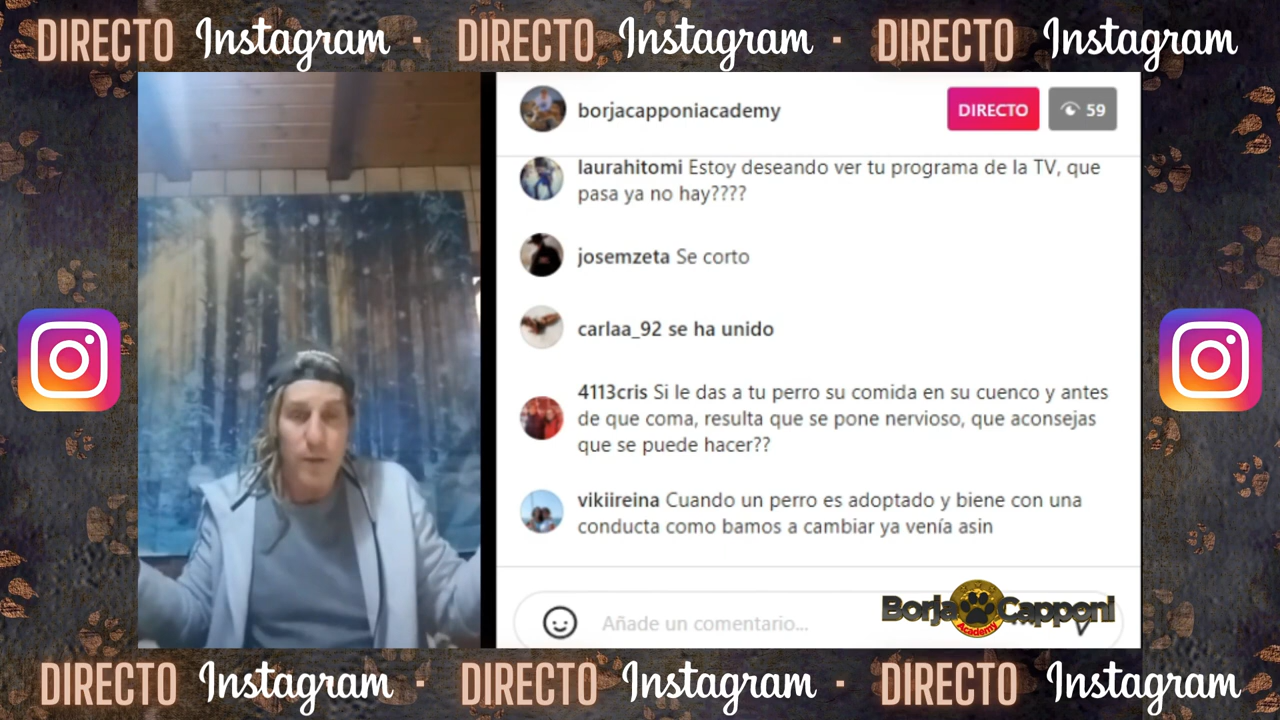 DIRECTO Instagram · DIRECTO Instagram · DIRECTO Instagram
borjacapponiacademy
DIRECTO
59
laurahitomi Estoy deseando ver tu programa de la TV, que
pasa ya no hay????
josemzeta Se corto
carlaa_92 se ha unido
4113cris Si le das a tu perro su comida en su cuenco y antes
de que coma, resulta que se pone nervioso, que aconsejas
que se puede hacer??
vikiireina Cuando un perro es adoptado y biene con una
conducta como bamos a cambiar ya venía asin
Añade un comentario...
Borja Capponi
Academy
DIRECTO Instagram · DIRECTO Instagram · DIRECTO Instagram